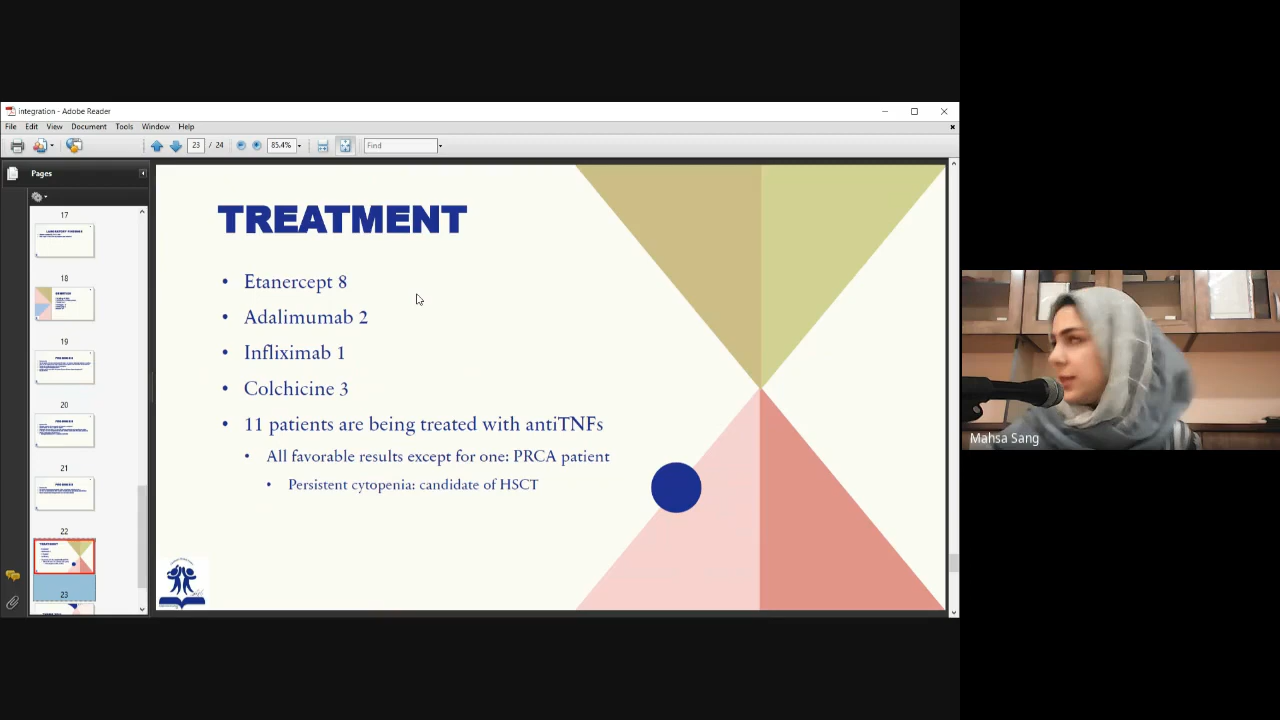 integration - Adobe Reader
File Edit View Document Tools Window Help
23 / 24 85.4% Find
Pages
17
18
19
20
21
22
23
TREATMENT
• Etanercept 8
• Adalimumab 2
• Infliximab 1
• Colchicine 3
• 11 patients are being treated with antiTNFs
• All favorable results except for one: PRCA patient
• Persistent cytopenia: candidate of HSCT
Mahsa Sang